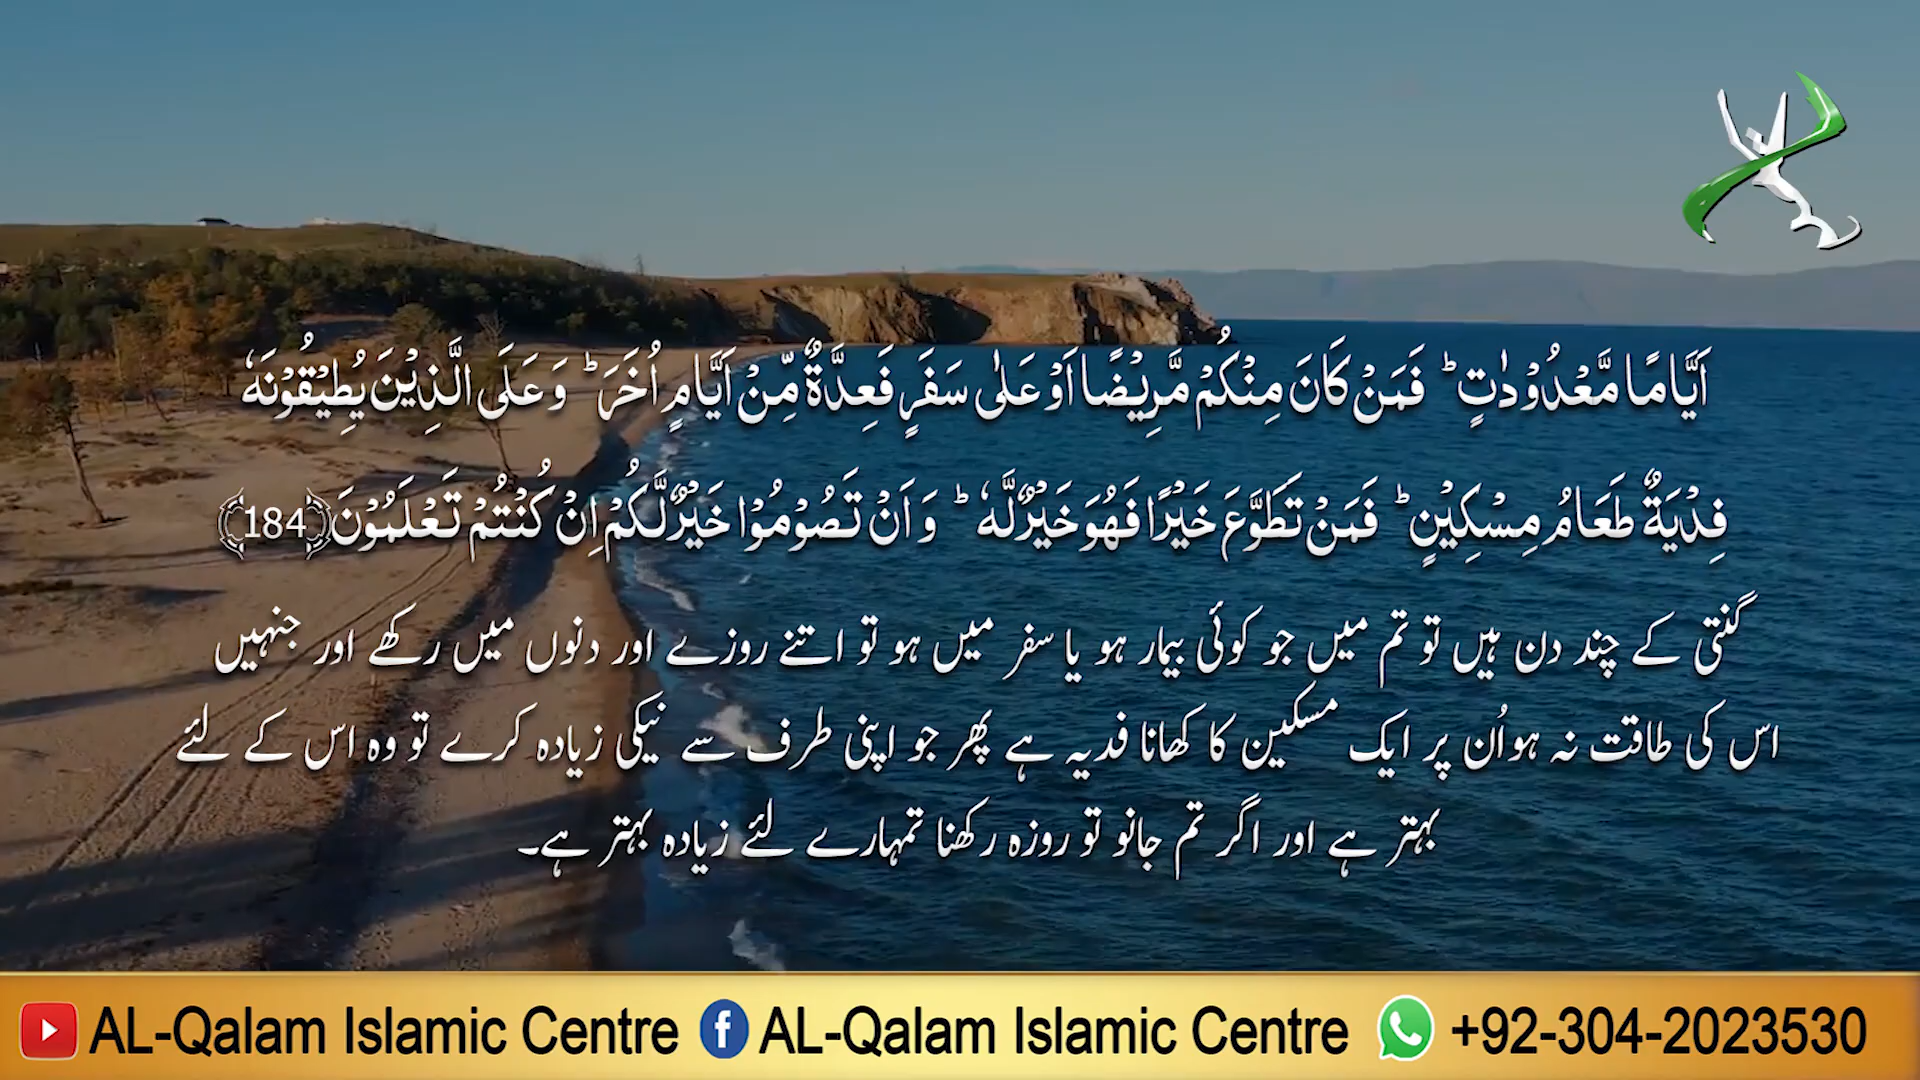 اَيَّامًا مَّعْدُوْدٰتٍ ؕ فَمَنْ كَانَ مِنْكُمْ مَّرِيْضًا اَوْ عَلٰى سَفَرٍ فَعِدَّةٌ مِّنْ اَيَّامٍ اُخَرَ ؕ وَ عَلَى الَّذِيْنَ يُطِيْقُوْنَهٗ
فِدْيَةٌ طَعَامُ مِسْكِيْنٍ ؕ فَمَنْ تَطَوَّعَ خَيْرًا فَهُوَ خَيْرٌ لَّهٗ ؕ وَ اَنْ تَصُوْمُوْا خَيْرٌ لَّكُمْ اِنْ كُنْتُمْ تَعْلَمُوْنَ ﴿184﴾
گنتی کے چند دن ہیں تو تم میں جو کوئی بیمار ہو یا سفر میں ہو تو اتنے روزے اور دنوں میں رکھے اور جنہیں
اس کی طاقت نہ ہو اُن پر ایک مسکین کا کھانا فدیہ ہے پھر جو اپنی طرف سے نیکی زیادہ کرے تو وہ اس کے لئے
بہتر ہے اور اگر تم جانو تو روزہ رکھنا تمہارے لئے زیادہ بہتر ہے۔
AL-Qalam Islamic Centre AL-Qalam Islamic Centre +92-304-2023530